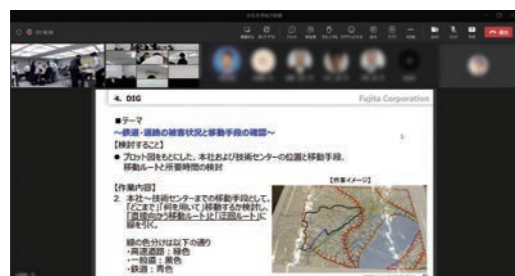 4. DIG
Fujita Corporation
■テーマ
～鉄道・道路の被害状況と移動手段の確認～
【検討すること】
● プロット図をもとにした、本社および技術センターの位置と移動手段、
移動ルートと所要時間の検討
【作業内容】
【作業イメージ】
2. 本社～技術センターまでの移動手段として、
「どこまで」「何を用いて」移動するか検討し、
「直接向かう移動ルート」と「迂回ルート」に
線を引く。
線の色分けは以下の通り
・高速道路：緑色
・一般道：黒色
・鉄道：青色